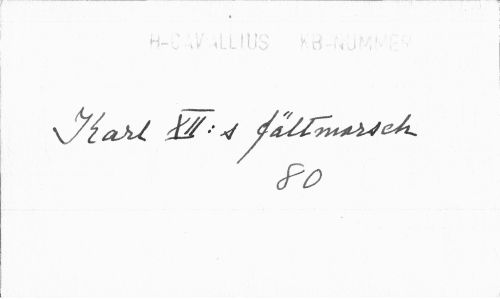 H-CAVALLIUS KB-NUMMER
Karl XII:s fältmarsch
80